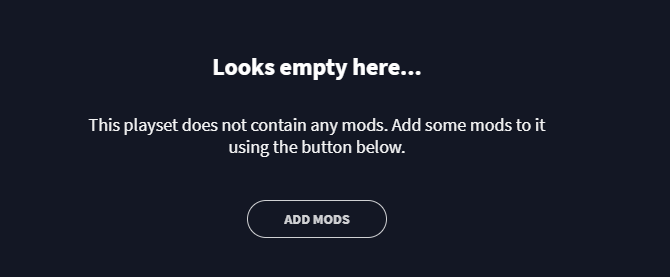 Looks empty here...
This playset does not contain any mods. Add some mods to it
using the button below.
ADD MODS